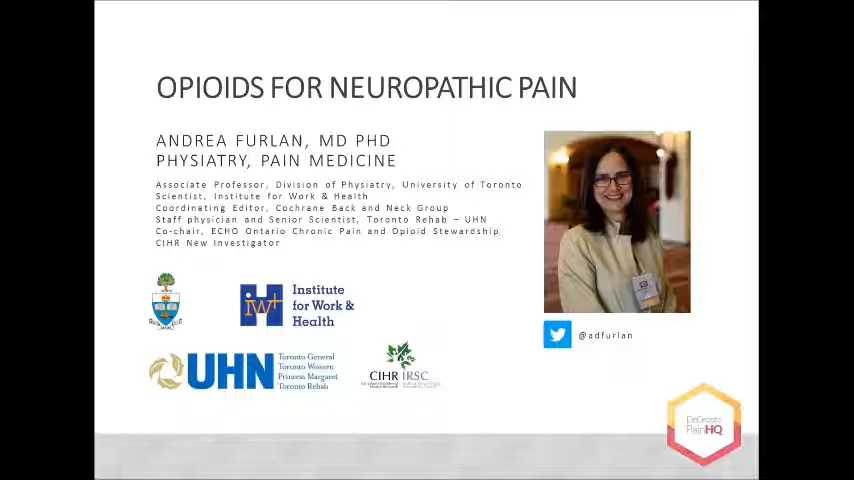 OPIOIDS FOR NEUROPATHIC PAIN
ANDREA FURLAN, MD PHD
PHYSIATRY, PAIN MEDICINE
Associate Professor, Division of Physiatry, University of Toronto
Scientist, Institute for Work & Health
Coordinating Editor, Cochrane Back and Neck Group
Staff physician and Senior Scientist, Toronto Rehab – UHN
Co-chair, ECHO Ontario Chronic Pain and Opioid Stewardship
CIHR New Investigator
@adfurlan
iw+
Institute
for Work &
Health
UHN
Toronto General
Toronto Western
Princess Margaret
Toronto Rehab
CIHR IRSC
DeGroote
PainHQ